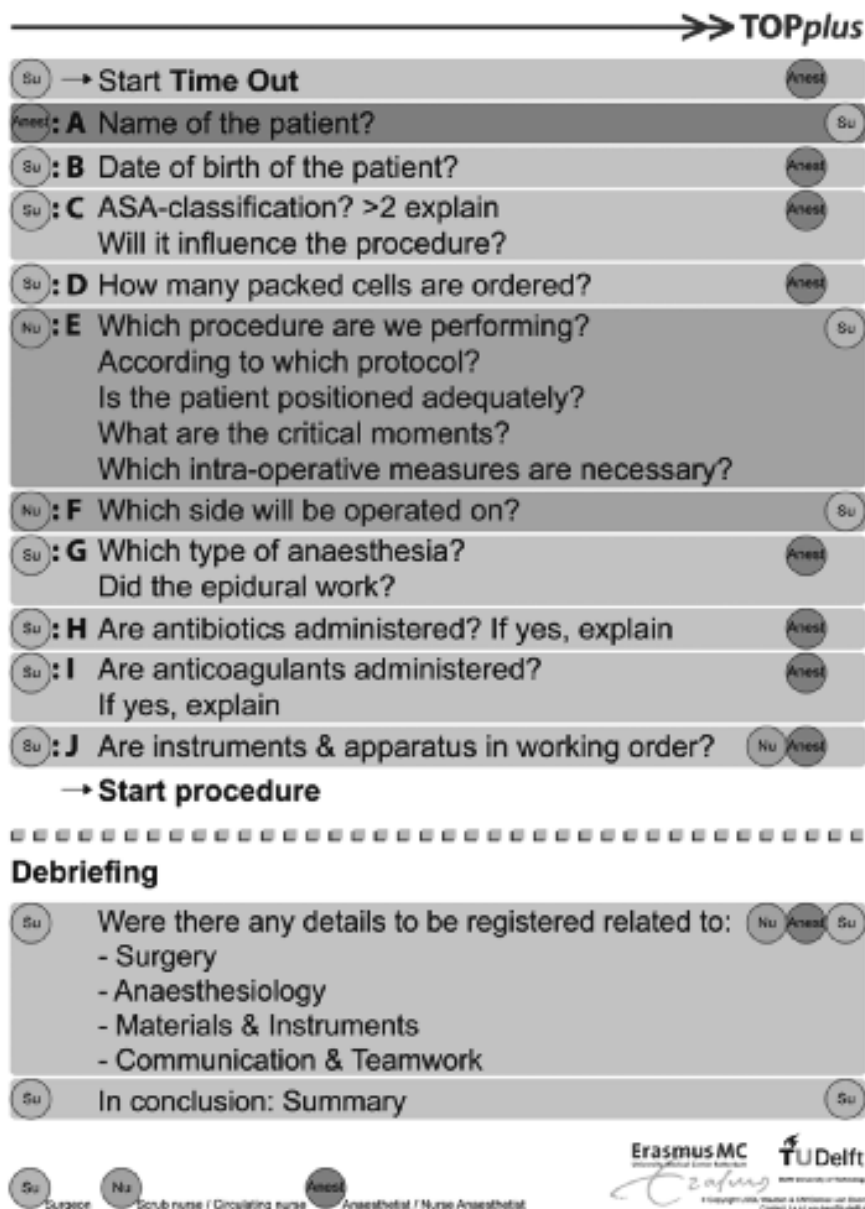 >> TOPplus
Su → Start Time Out Anest
Anest : A Name of the patient? Su
Su : B Date of birth of the patient? Anest
Su : C ASA-classification? >2 explain Anest
Will it influence the procedure?
Su : D How many packed cells are ordered? Anest
Nu : E Which procedure are we performing? Su
According to which protocol?
Is the patient positioned adequately?
What are the critical moments?
Which intra-operative measures are necessary?
Nu : F Which side will be operated on? Su
Su : G Which type of anaesthesia? Anest
Did the epidural work?
Su : H Are antibiotics administered? If yes, explain Anest
Su : I Are anticoagulants administered? Anest
If yes, explain
Su : J Are instruments & apparatus in working order? Nu Anest
→ Start procedure
Debriefing
Su Were there any details to be registered related to: Nu Anest Su
- Surgery
- Anaesthesiology
- Materials & Instruments
- Communication & Teamwork
Su In conclusion: Summary Su
Erasmus MC TU Delft
Erasmus
Su Surgeon Nu Scrub nurse / Circulating nurse Anest Anaesthetist / Nurse Anaesthetist